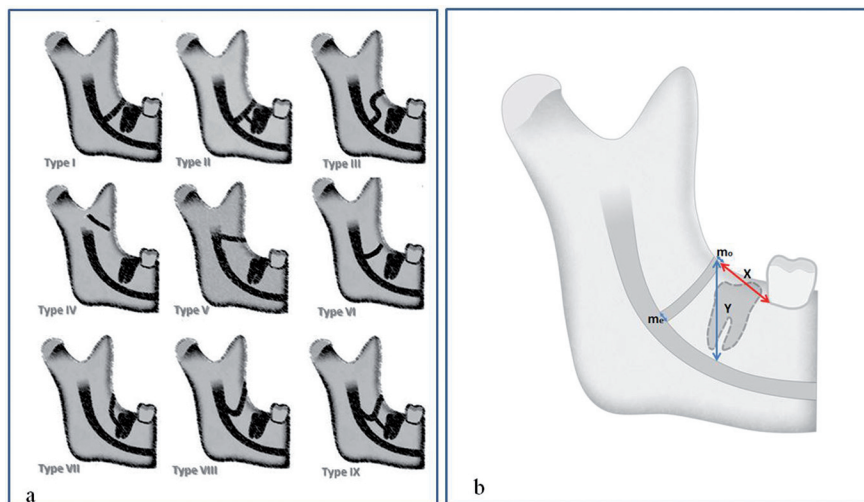 Type I
Type II
Type III
Type IV
Type V
Type VI
Type VII
Type VIII
Type IX
a
mo
X
me
Y
b